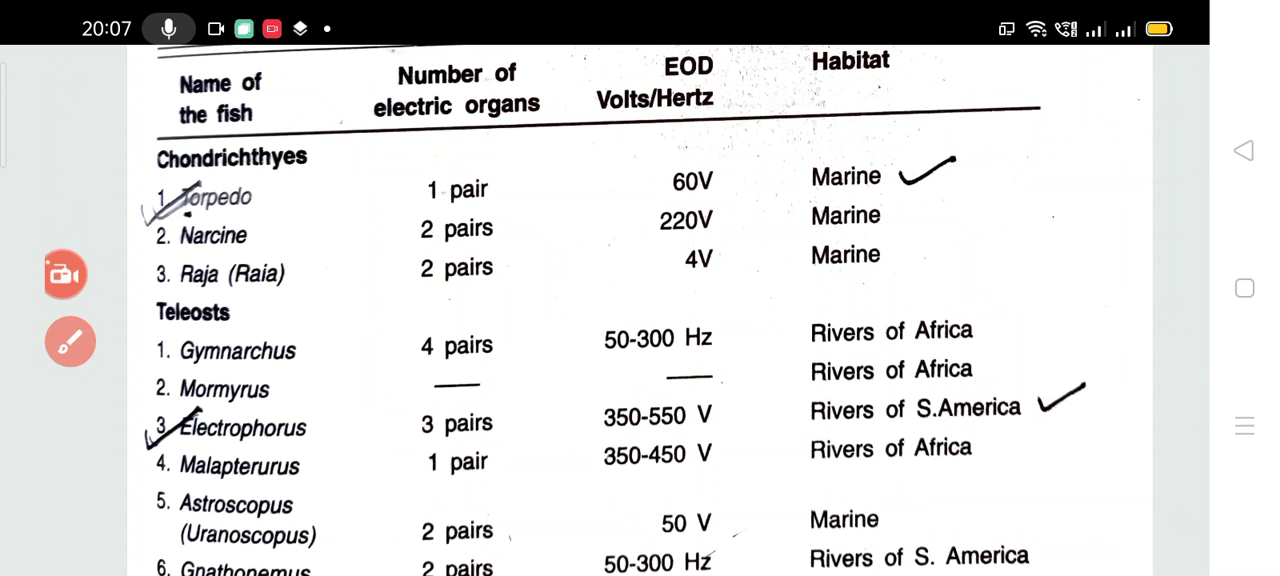 20:07
Name of the fish Number of electric organs EOD Volts/Hertz Habitat
Chondrichthyes
1. Torpedo 1 pair 60V Marine
2. Narcine 2 pairs 220V Marine
3. Raja (Raia) 2 pairs 4V Marine
Teleosts
1. Gymnarchus 4 pairs 50-300 Hz Rivers of Africa
2. Mormyrus — — Rivers of Africa
3. Electrophorus 3 pairs 350-550 V Rivers of S.America
4. Malapterurus 1 pair 350-450 V Rivers of Africa
5. Astroscopus
(Uranoscopus) 2 pairs 50 V Marine
6. Gnathonemus 2 pairs 50-300 Hz Rivers of S. America